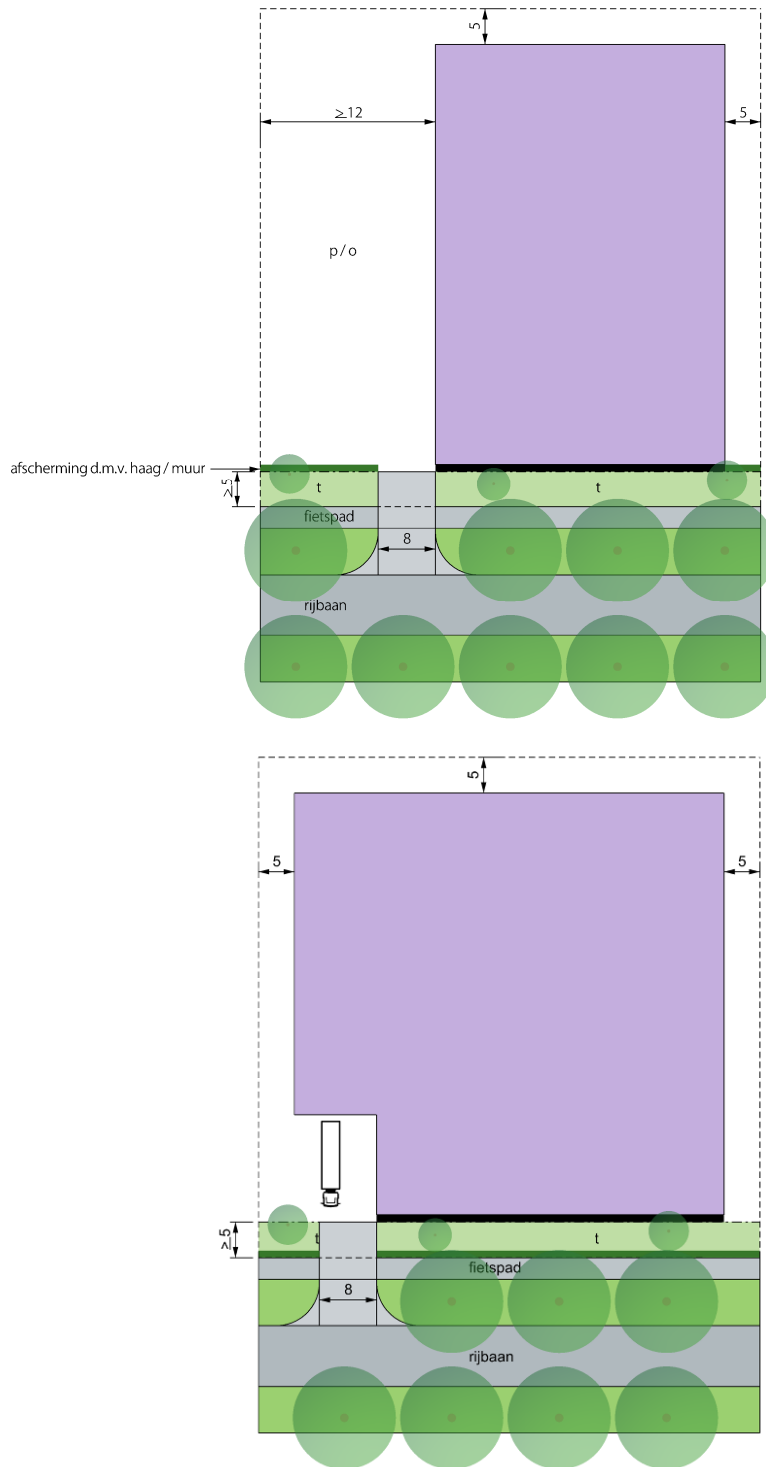 5
≥12
5
p / o
afscherming d.m.v. haag / muur
≥5
t
t
fietspad
8
rijbaan
5
5
5
≥5
t
t
fietspad
8
rijbaan